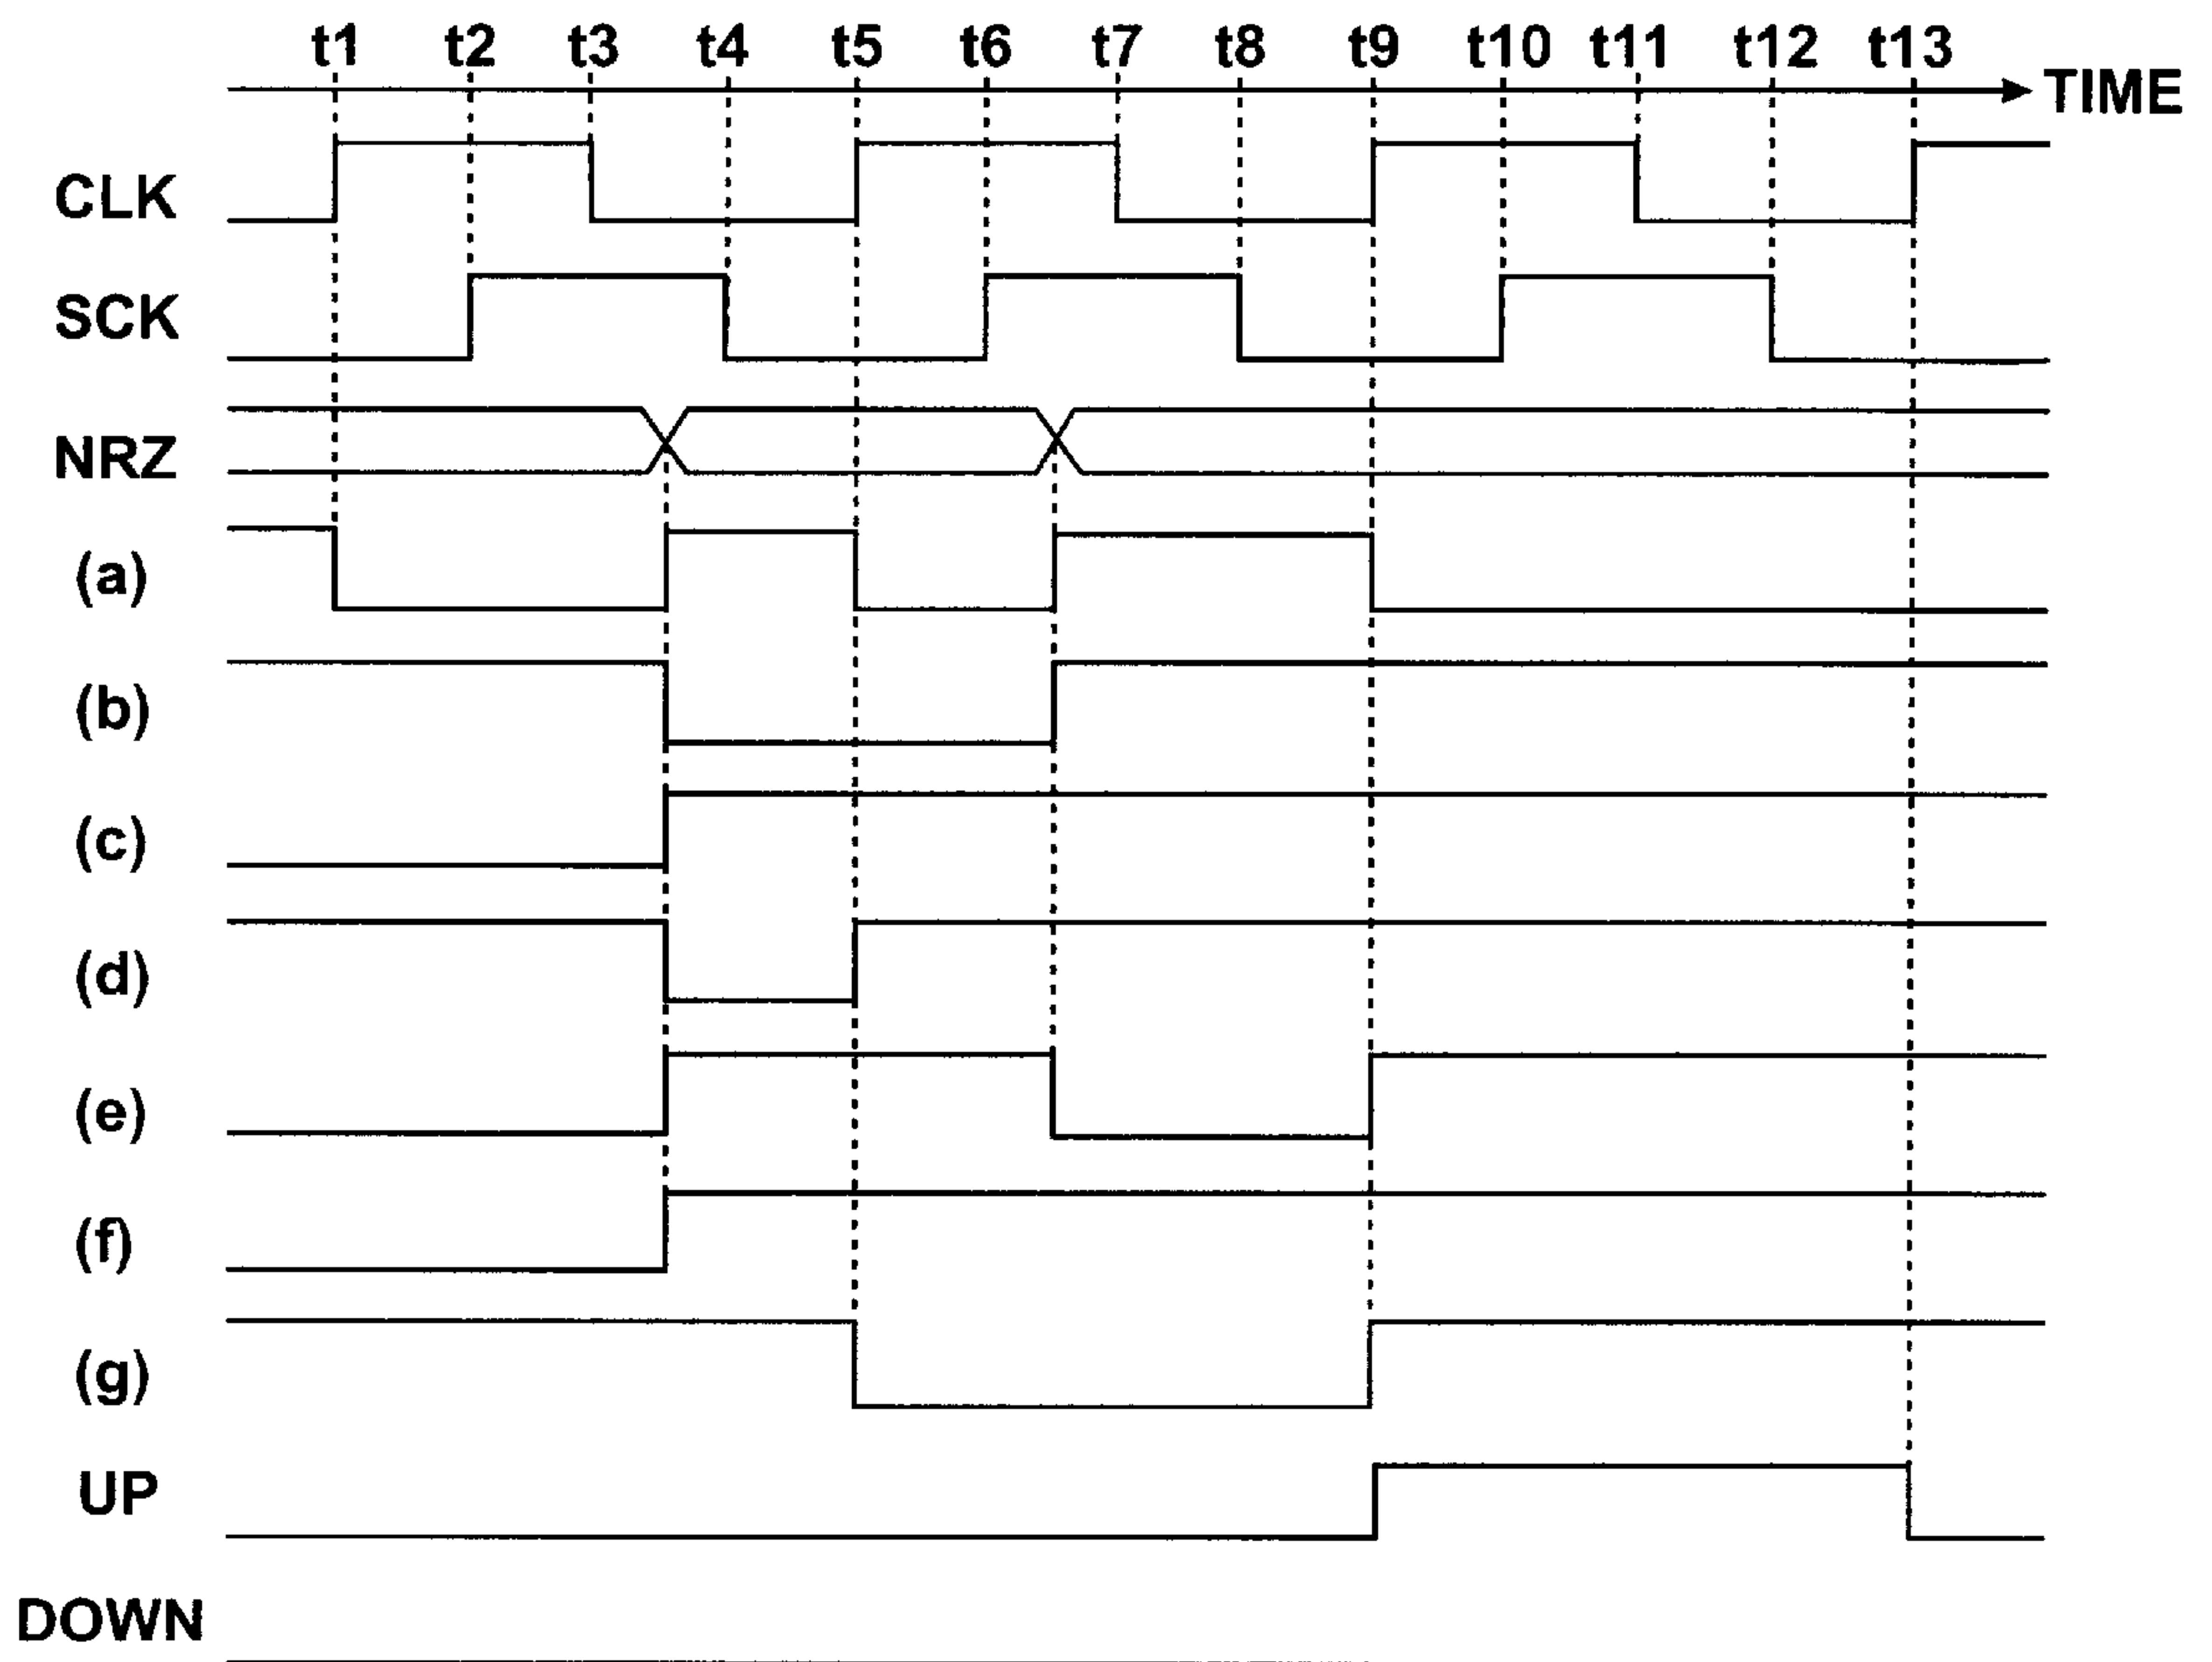 t1 t2 t3 t4 t5 t6 t7 t8 t9 t10 t11 t12 t13
TIME
CLK
SCK
NRZ
(a)
(b)
(c)
(d)
(e)
(f)
(g)
UP
DOWN